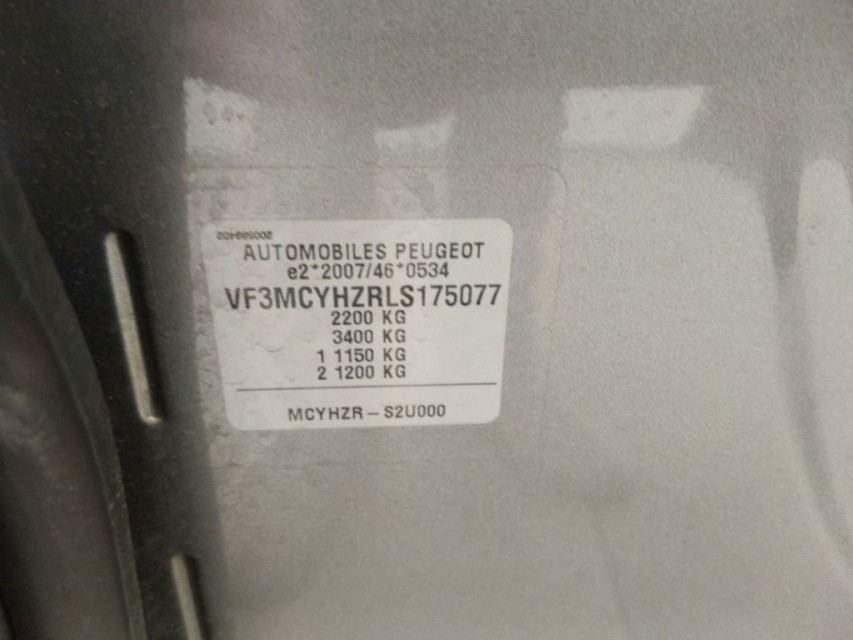 AUTOMOBILES PEUGEOT
e2*2007/46*0534
VF3MCYHZRLS175077
2200 KG
3400 KG
1 1150 KG
2 1200 KG
MCYHZR - S2U000